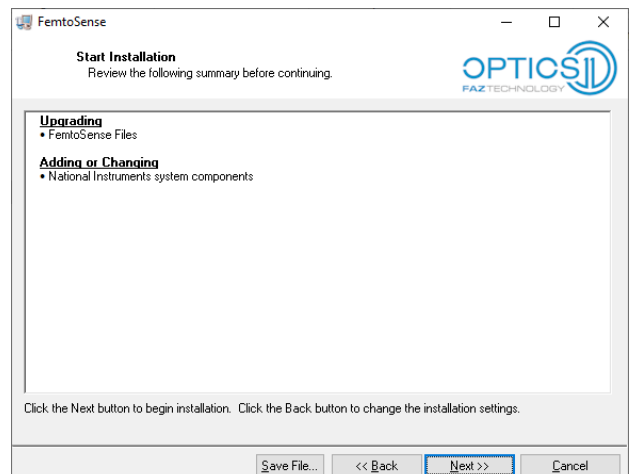 FemtoSense
Start Installation
Review the following summary before continuing.
OPTICS11
FAZ TECHNOLOGY
Upgrading
• FemtoSense Files
Adding or Changing
• National Instruments system components
Click the Next button to begin installation. Click the Back button to change the installation settings.
Save File... << Back Next >> Cancel